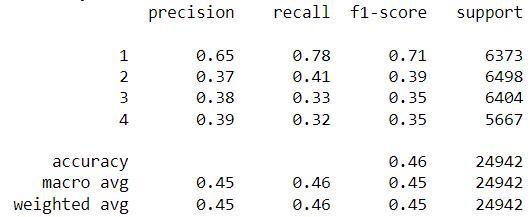 precision recall f1-score support
1 0.65 0.78 0.71 6373
2 0.37 0.41 0.39 6498
3 0.38 0.33 0.35 6404
4 0.39 0.32 0.35 5667
accuracy 0.46 24942
macro avg 0.45 0.46 0.45 24942
weighted avg 0.45 0.46 0.45 24942